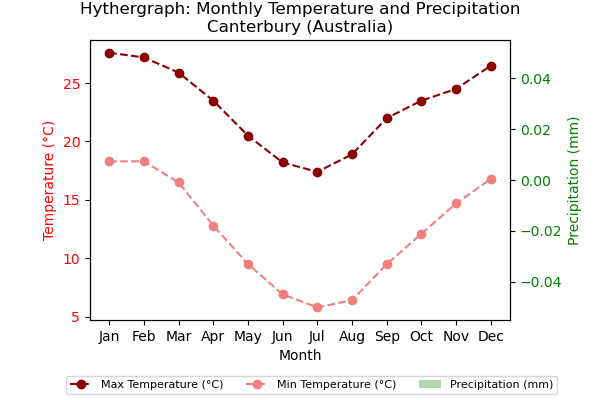 Hythergraph: Monthly Temperature and Precipitation
Canterbury (Australia)
Temperature (°C)
25
20
15
10
5
0.04
0.02
0.00
−0.02
−0.04
Precipitation (mm)
Jan Feb Mar Apr May Jun Jul Aug Sep Oct Nov Dec
Month
Max Temperature (°C) Min Temperature (°C) Precipitation (mm)